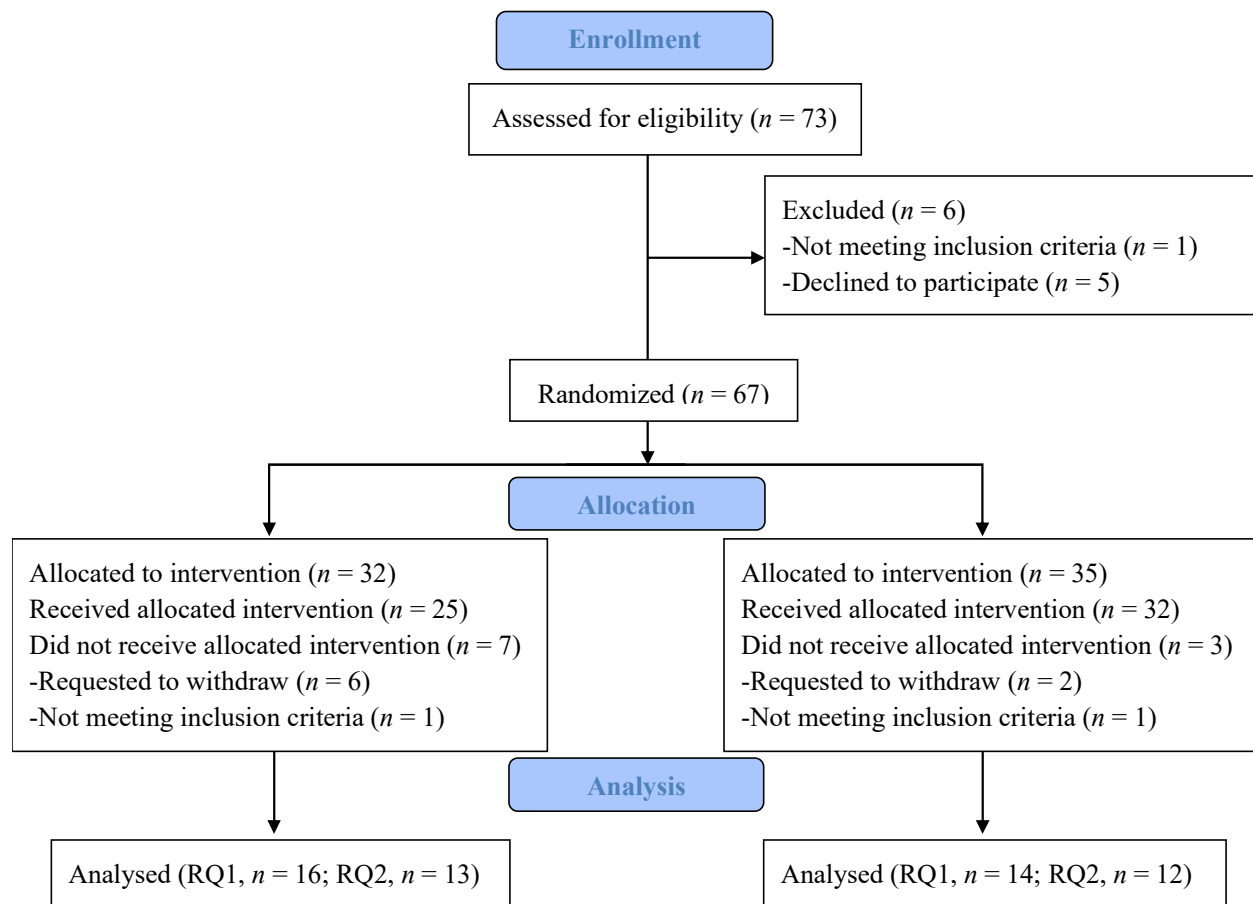 Enrollment
Assessed for eligibility (n = 73)
Excluded (n = 6)
-Not meeting inclusion criteria (n = 1)
-Declined to participate (n = 5)
Randomized (n = 67)
Allocation
Allocated to intervention (n = 32)
Received allocated intervention (n = 25)
Did not receive allocated intervention (n = 7)
-Requested to withdraw (n = 6)
-Not meeting inclusion criteria (n = 1)
Allocated to intervention (n = 35)
Received allocated intervention (n = 32)
Did not receive allocated intervention (n = 3)
-Requested to withdraw (n = 2)
-Not meeting inclusion criteria (n = 1)
Analysis
Analysed (RQ1, n = 16; RQ2, n = 13)
Analysed (RQ1, n = 14; RQ2, n = 12)